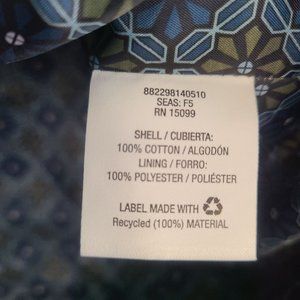 882298140510
SEAS: F5
RN 15099
SHELL / CUBIERTA:
100% COTTON / ALGODÓN
LINING / FORRO:
100% POLYESTER / POLIÉSTER
LABEL MADE WITH
Recycled (100%) MATERIAL